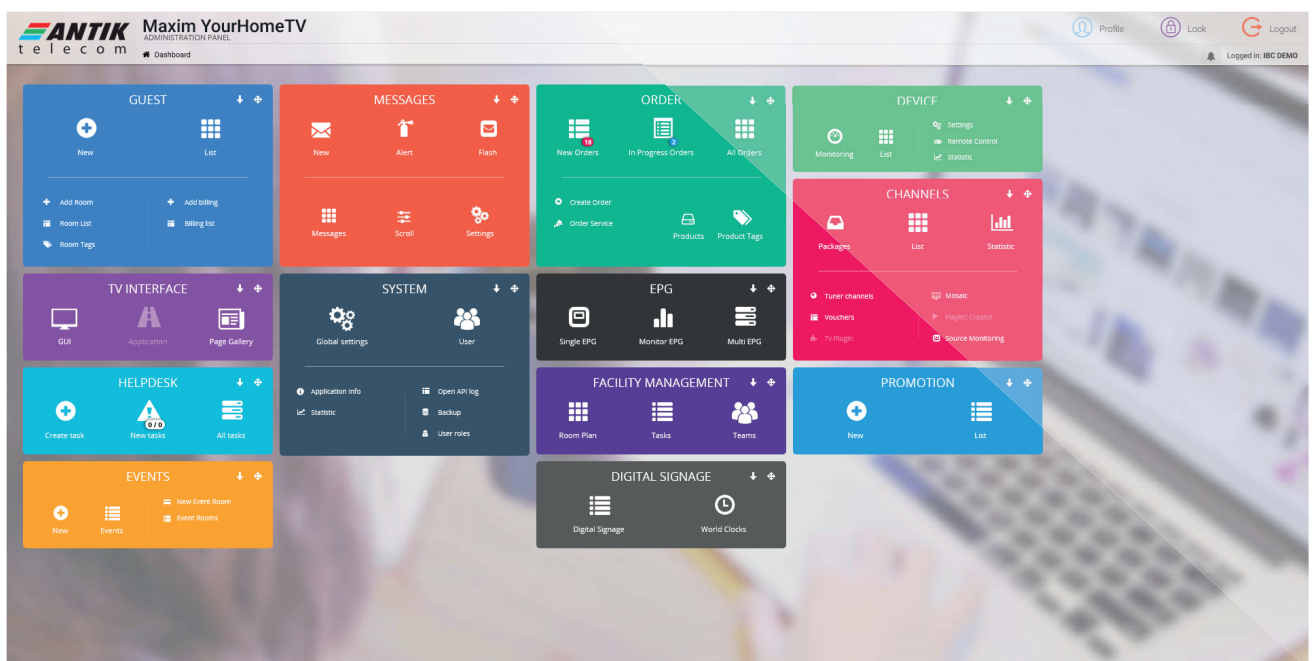 ANTIK
telecom
Maxim YourHomeTV
ADMINISTRATION PANEL
Dashboard
Profile
Lock
Logout
Logged in: IBC DEMO
GUEST
New
List
Add Room
Add billing
Room List
Billing list
Room Tags
MESSAGES
New
Alert
Flash
Messages
Scroll
Settings
ORDER
18
2
New Orders
In Progress Orders
All Orders
Create Order
Order Service
Products
Product Tags
DEVICE
Monitoring
List
Settings
Remote Control
Statistic
CHANNELS
Packages
List
Statistic
Tuner channels
Mosaic
Vouchers
Playlist Creator
Tv Plugin
Source Monitoring
TV INTERFACE
GUI
Application
Page Gallery
SYSTEM
Global settings
User
Application info
Open API log
Statistic
Backup
User roles
EPG
Single EPG
Monitor EPG
Multi EPG
HELPDESK
0/0
Create task
New tasks
All tasks
FACILITY MANAGEMENT
Room Plan
Tasks
Teams
PROMOTION
New
List
EVENTS
New
Events
New Event Room
Event Rooms
DIGITAL SIGNAGE
Digital Signage
World Clocks